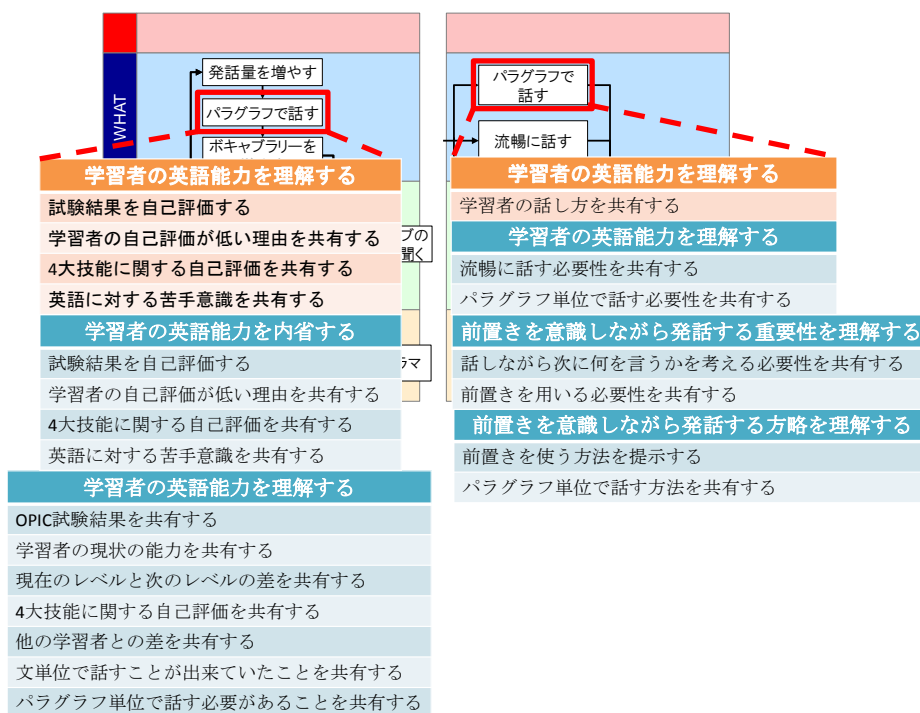 WHAT
発話量を増やす
パラグラフで話す
ボキャブラリーを
ブの
聞く
マ
学習者の英語能力を理解する
試験結果を自己評価する
学習者の自己評価が低い理由を共有する
4大技能に関する自己評価を共有する
英語に対する苦手意識を共有する
学習者の英語能力を内省する
試験結果を自己評価する
学習者の自己評価が低い理由を共有する
4大技能に関する自己評価を共有する
英語に対する苦手意識を共有する
学習者の英語能力を理解する
OPIC試験結果を共有する
学習者の現状の能力を共有する
現在のレベルと次のレベルの差を共有する
4大技能に関する自己評価を共有する
他の学習者との差を共有する
文単位で話すことが出来ていたことを共有する
パラグラフ単位で話す必要があることを共有する
パラグラフで
話す
流暢に話す
学習者の英語能力を理解する
学習者の話し方を共有する
学習者の英語能力を理解する
流暢に話す必要性を共有する
パラグラフ単位で話す必要性を共有する
前置きを意識しながら発話する重要性を理解する
話しながら次に何を言うかを考える必要性を共有する
前置きを用いる必要性を共有する
前置きを意識しながら発話する方略を理解する
前置きを使う方法を提示する
パラグラフ単位で話す方法を共有する